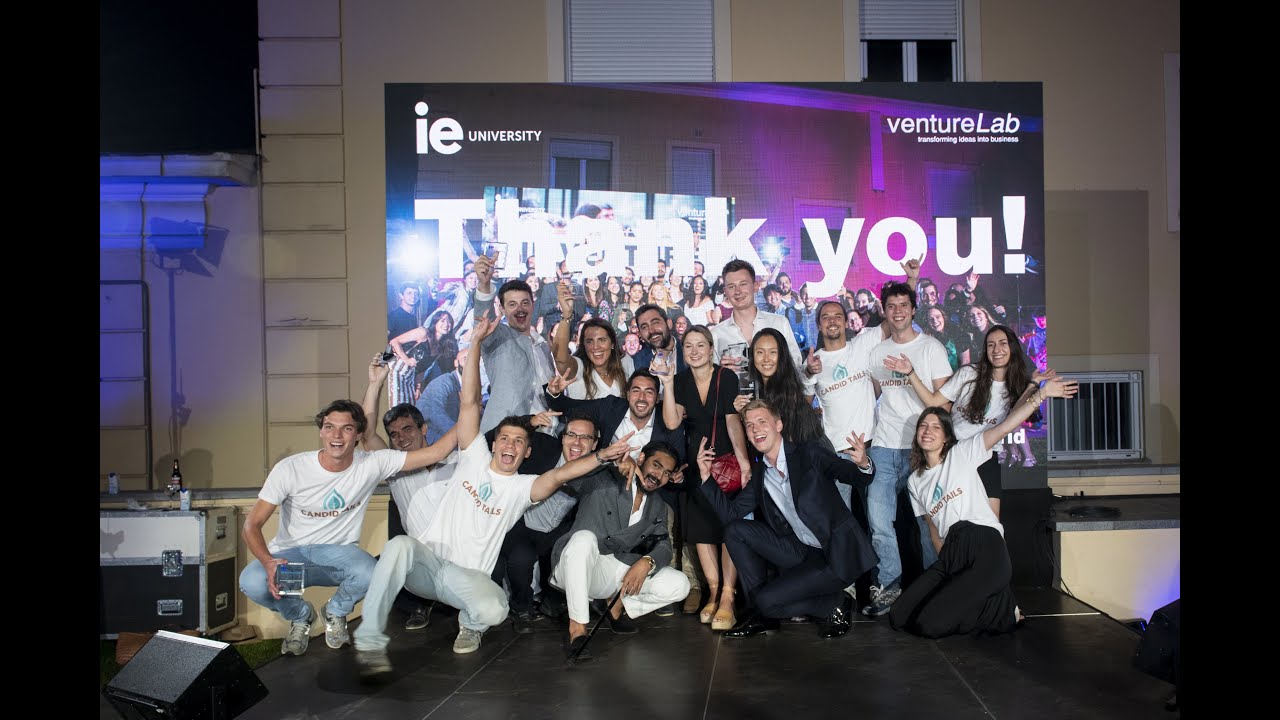 ie UNIVERSITY
ventureLab
transforming ideas into business
Thank you!
CANDID TAILS
CANDID TAILS
CANDID TAILS
CANDID TAILS